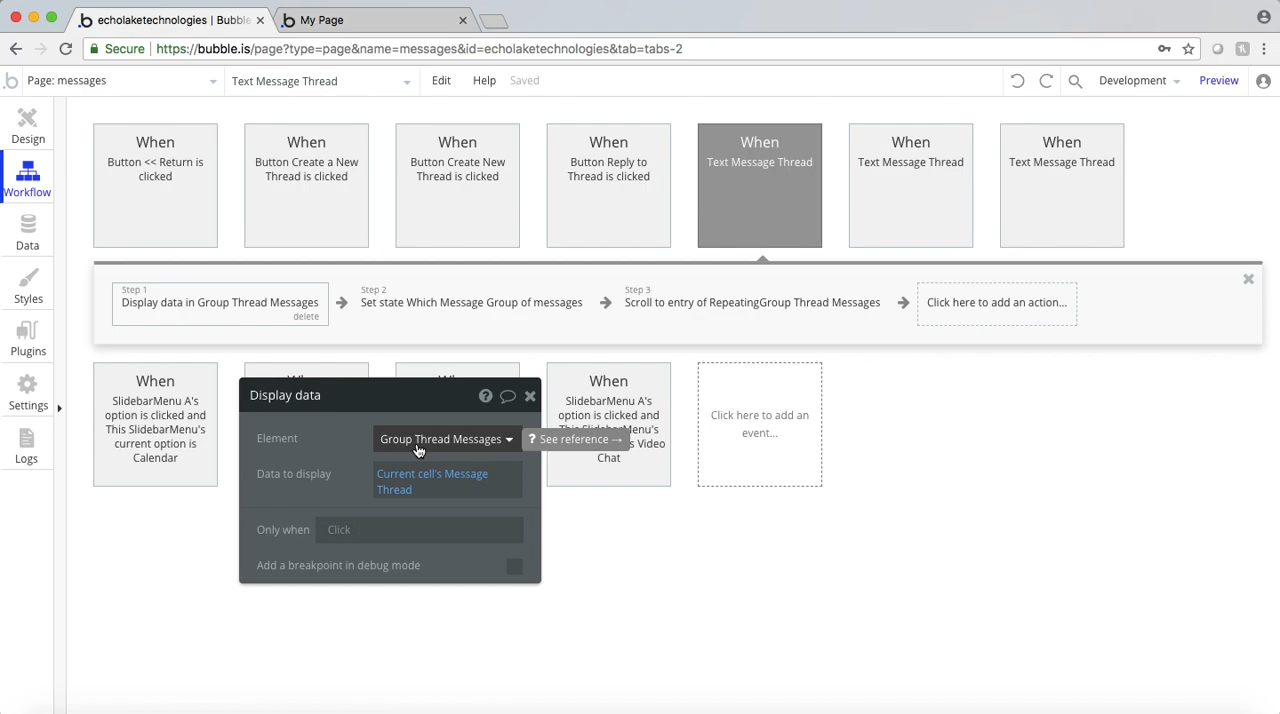 echolaketechnologies | Bubble
My Page
Secure
https://bubble.is/page?type=page&name=messages&id=echolaketechnologies&tab=tabs-2
Page: messages
Text Message Thread
Edit
Help
Saved
Development
Preview
Design
Workflow
Data
Styles
Plugins
Settings
Logs
When
Button << Return is
clicked
When
Button Create a New
Thread is clicked
When
Button Create New
Thread is clicked
When
Button Reply to
Thread is clicked
When
Text Message Thread
When
Text Message Thread
When
Text Message Thread
Step 1
Display data in Group Thread Messages
delete
Step 2
Set state Which Message Group of messages
Step 3
Scroll to entry of RepeatingGroup Thread Messages
Click here to add an action...
When
SlidebarMenu A's
option is clicked and
This SlidebarMenu's
current option is
Calendar
When
SlidebarMenu A's
option is clicked and
Video
Chat
Click here to add an
event...
Display data
Element
Group Thread Messages
? See reference →
Data to display
Current cell's Message
Thread
Only when
Click
Add a breakpoint in debug mode